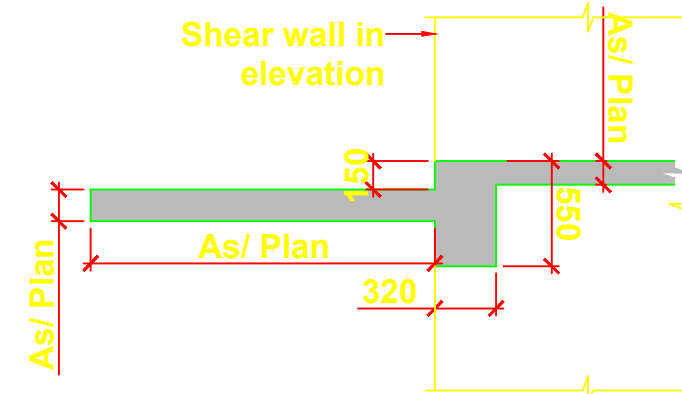 Shear wall in
elevation
As/ Plan
150
550
As/ Plan
320
As/ Plan